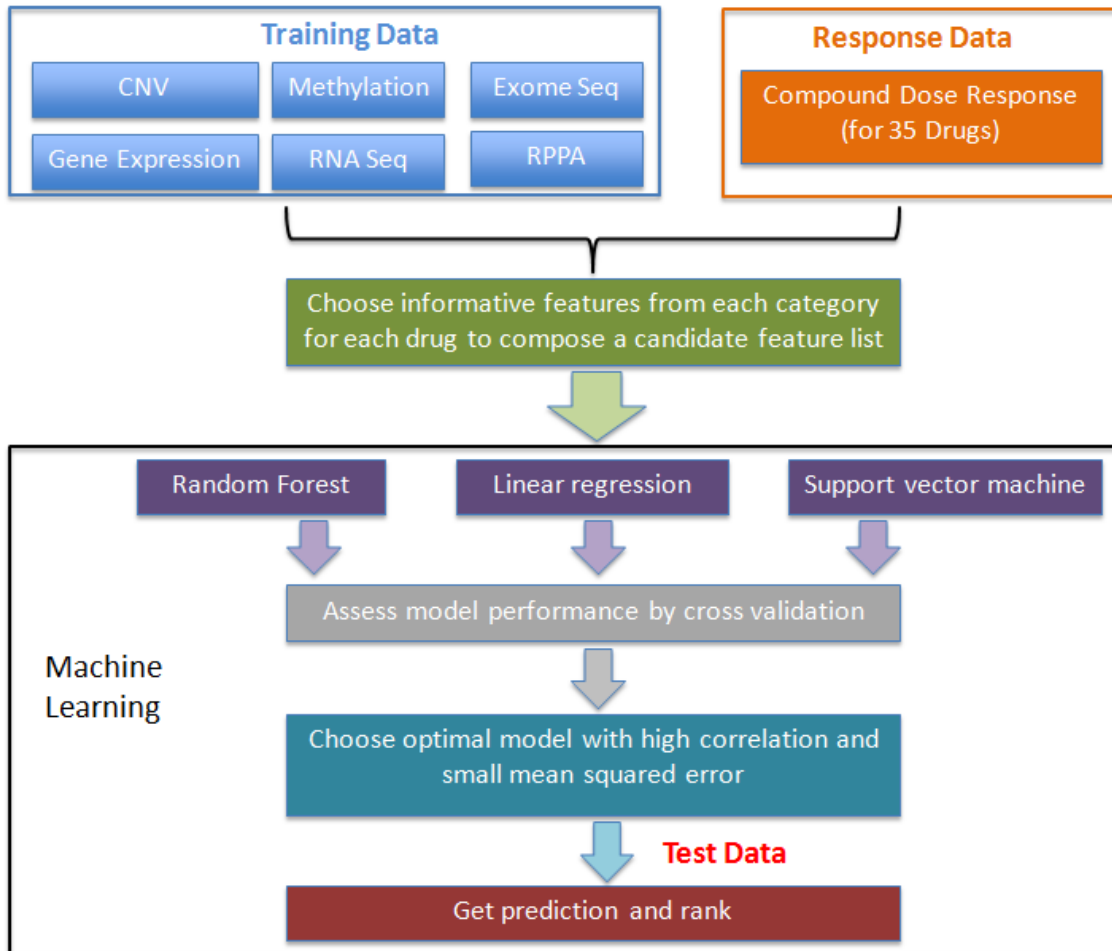 Training Data
CNV
Methylation
Exome Seq
Gene Expression
RNA Seq
RPPA
Response Data
Compound Dose Response
(for 35 Drugs)
Choose informative features from each category
for each drug to compose a candidate feature list
Random Forest
Linear regression
Support vector machine
Assess model performance by cross validation
Machine
Learning
Choose optimal model with high correlation and
small mean squared error
Test Data
Get prediction and rank